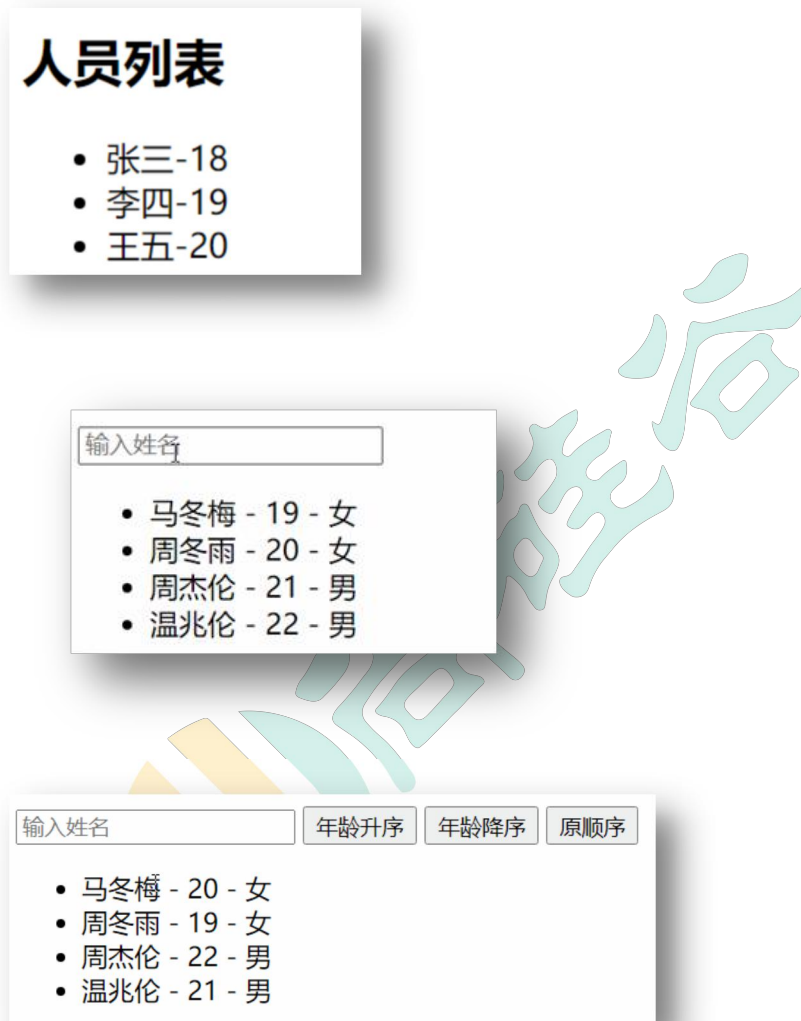 人员列表
张三-18
李四-19
王五-20
输入姓名
马冬梅 - 19 - 女
周冬雨 - 20 - 女
周杰伦 - 21 - 男
温兆伦 - 22 - 男
输入姓名 年龄升序 年龄降序 原顺序
马冬梅 - 20 - 女
周冬雨 - 19 - 女
周杰伦 - 22 - 男
温兆伦 - 21 - 男
尚硅谷